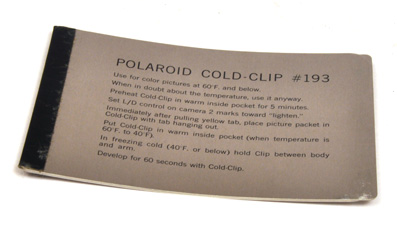 POLAROID COLD-CLIP #193
Use for color pictures at 60°F. and below.
When in doubt about the temperature, use it anyway.
Preheat Cold-Clip in warm inside pocket for 5 minutes.
Set L/D control on camera 2 marks toward "lighten."
Immediately after pulling yellow tab, place picture packet in
Cold-Clip with tab hanging out.
Put Cold-Clip in warm inside pocket (when temperature is
60°F. to 40°F).
In freezing cold (40°F. or below) hold Clip between body
and arm.
Develop for 60 seconds with Cold-Clip.